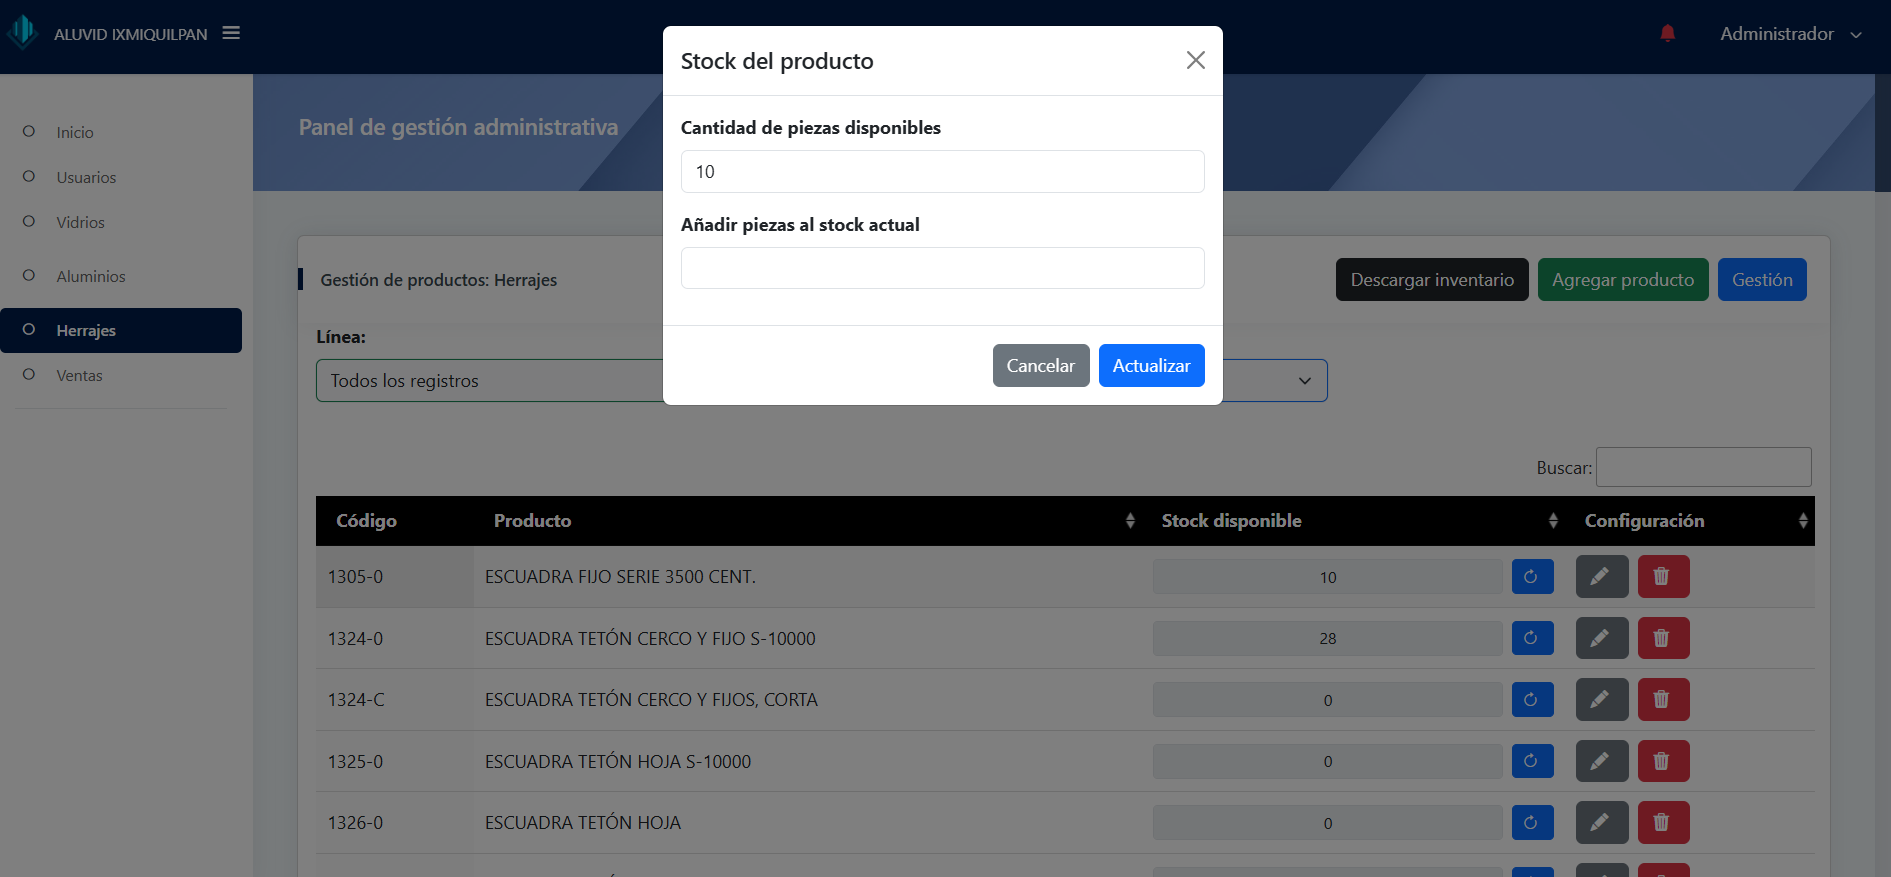 ALUVID IXMIQUILPAN
Administrador
Inicio
Usuarios
Vidrios
Aluminios
Herrajes
Ventas
Panel de gestión administrativa
Stock del producto
Cantidad de piezas disponibles
10
Añadir piezas al stock actual
Cancelar Actualizar
Gestión de productos: Herrajes
Descargar inventario Agregar producto Gestión
Línea:
Todos los registros
Buscar:
Código Producto Stock disponible Configuración
1305-0 ESCUADRA FIJO SERIE 3500 CENT. 10
1324-0 ESCUADRA TETÓN CERCO Y FIJO S-10000 28
1324-C ESCUADRA TETÓN CERCO Y FIJOS, CORTA 0
1325-0 ESCUADRA TETÓN HOJA S-10000 0
1326-0 ESCUADRA TETÓN HOJA 0